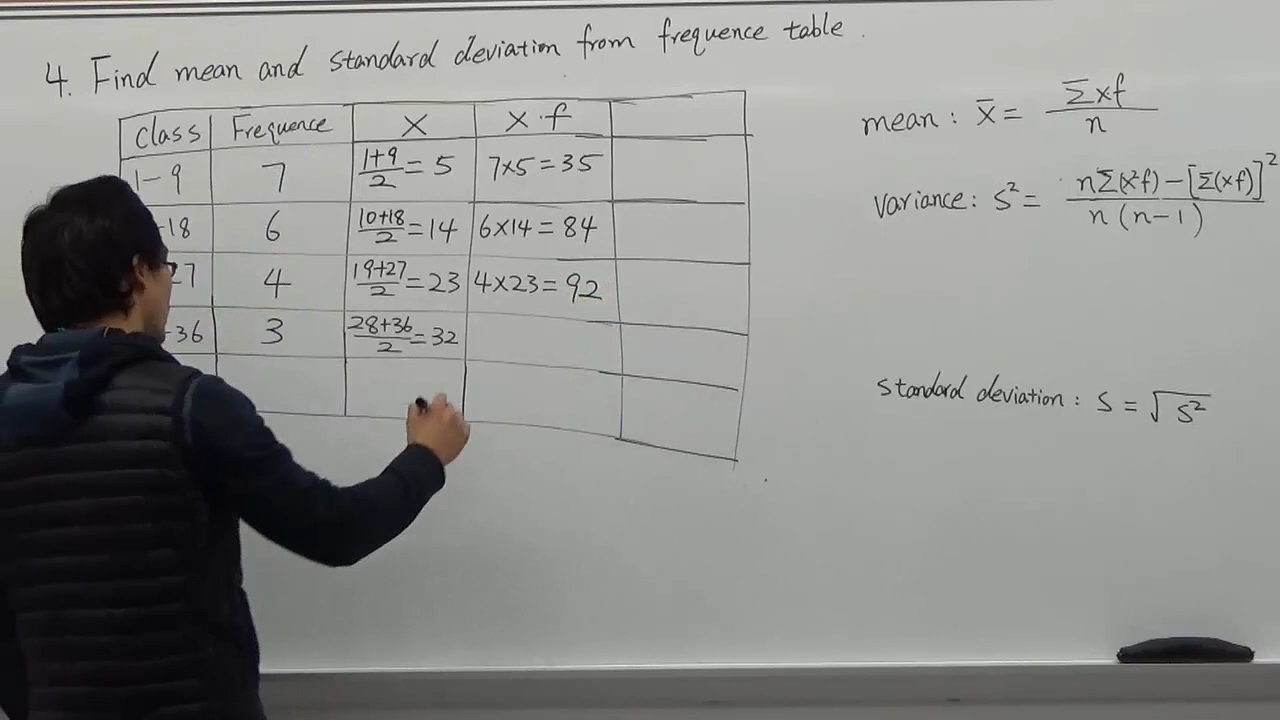 4. Find mean and standard deviation from frequence table.
class Frequence X X·f
1-9 7 1+9/2=5 7×5=35
-18 6 10+18/2=14 6×14=84
27 4 19+27/2=23 4×23=92
-36 3 28+36/2=32
mean: x̄ = Σxf/n
variance: s²= nΣ(x²f)-[Σ(xf)]²/n(n-1)
standard deviation: s = √s²